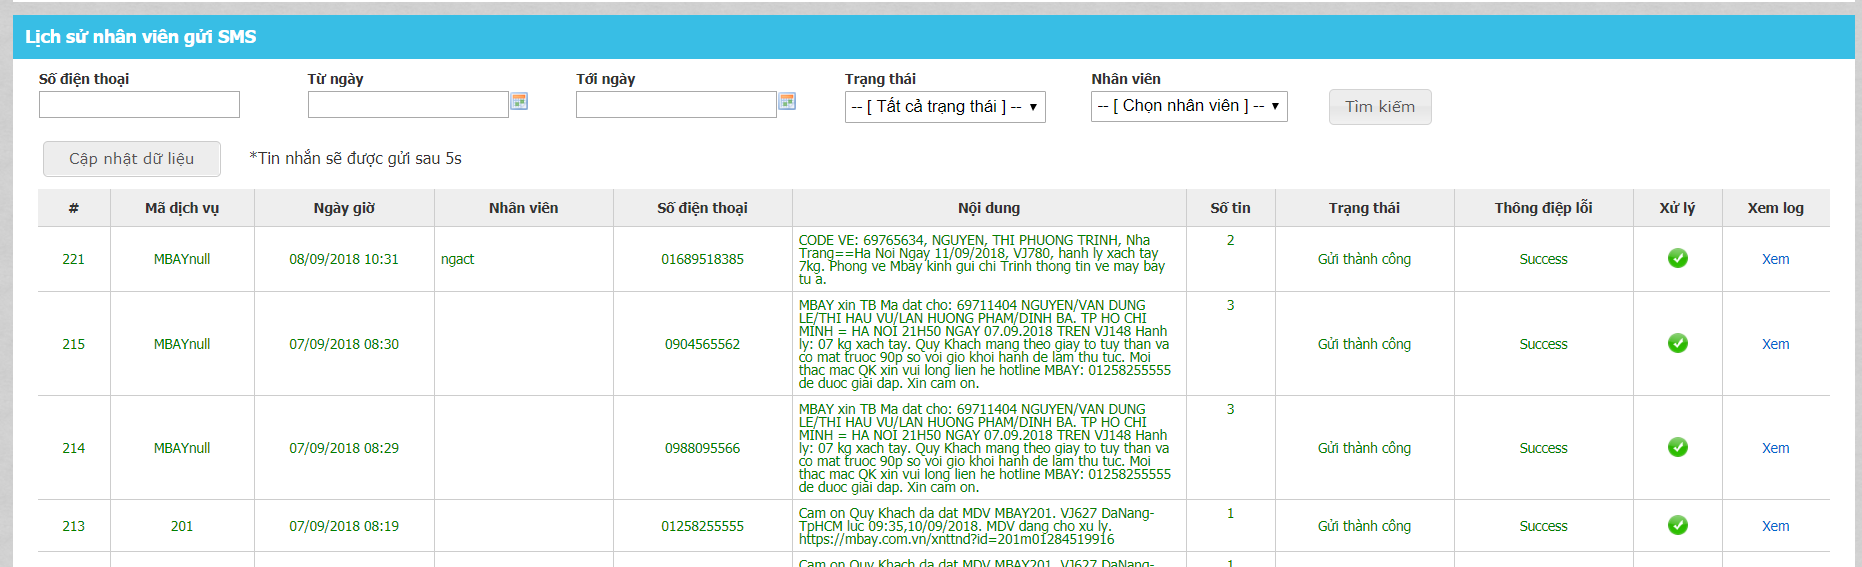 Lịch sử nhân viên gửi SMS
Số điện thoại Từ ngày Tới ngày Trạng thái Nhân viên
-- [ Tất cả trạng thái ] -- -- [ Chọn nhân viên ] -- Tìm kiếm
Cập nhật dữ liệu *Tin nhắn sẽ được gửi sau 5s
# Mã dịch vụ Ngày giờ Nhân viên Số điện thoại Nội dung Số tin Trạng thái Thông điệp lỗi Xử lý Xem log
221 MBAYnull 08/09/2018 10:31 ngact 01689518385
CODE VE: 69765634, NGUYEN, THI PHUONG TRINH, Nha
Trang==Ha Noi Ngay 11/09/2018, VJ780, hanh ly xach tay
7kg. Phong ve Mbay kinh gui chi Trinh thong tin ve may bay
tu a.
2 Gửi thành công Success Xem
215 MBAYnull 07/09/2018 08:30 0904565562
MBAY xin TB Ma dat cho: 69711404 NGUYEN/VAN DUNG
LE/THI HAU VU/LAN HUONG PHAM/DINH BA. TP HO CHI
MINH = HA NOI 21H50 NGAY 07.09.2018 TREN VJ148 Hanh
ly: 07 kg xach tay. Quy Khach mang theo giay to tuy than va
co mat truoc 90p so voi gio khoi hanh de lam thu tuc. Moi
thac mac QK xin vui long lien he hotline MBAY: 01258255555
de duoc giai dap. Xin cam on.
3 Gửi thành công Success Xem
214 MBAYnull 07/09/2018 08:29 0988095566
MBAY xin TB Ma dat cho: 69711404 NGUYEN/VAN DUNG
LE/THI HAU VU/LAN HUONG PHAM/DINH BA. TP HO CHI
MINH = HA NOI 21H50 NGAY 07.09.2018 TREN VJ148 Hanh
ly: 07 kg xach tay. Quy Khach mang theo giay to tuy than va
co mat truoc 90p so voi gio khoi hanh de lam thu tuc. Moi
thac mac QK xin vui long lien he hotline MBAY: 01258255555
de duoc giai dap. Xin cam on.
3 Gửi thành công Success Xem
213 201 07/09/2018 08:19 01258255555
Cam on Quy Khach da dat MDV MBAY201. VJ627 DaNang-
TpHCM luc 09:35,10/09/2018. MDV dang cho xu ly.
https://mbay.com.vn/xnttnd?id=201m01284519916
1 Gửi thành công Success Xem
Cam on Quy Khach da dat MDV MBAY201. VJ627 DaNang-
1